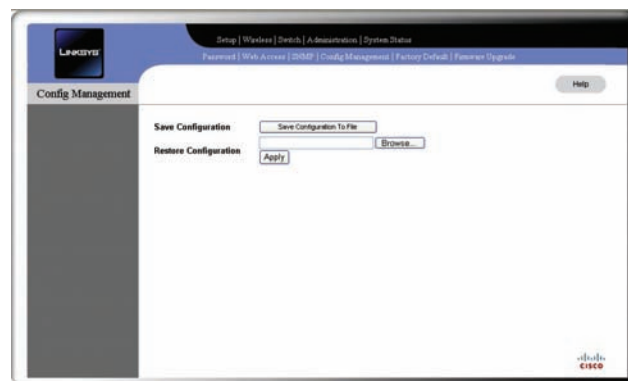 LINKSYS
Setup | Wireless | Switch | Administration | System Status
Password | Web Access | SNMP | Config Management | Factory Default | Firmware Upgrade
Help
Config Management
Save Configuration
Save Configuration To File
Browse...
Restore Configuration
Apply
CISCO